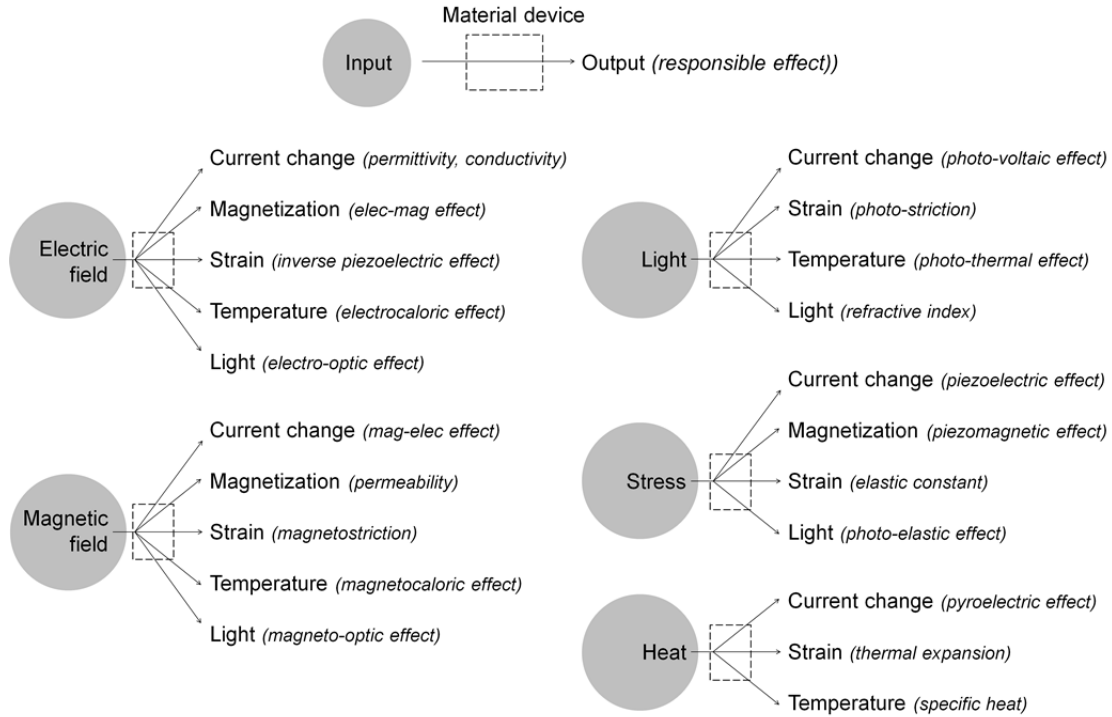 Material device
Input
Output (responsible effect))
Electric
field
Current change (permittivity, conductivity)
Magnetization (elec-mag effect)
Strain (inverse piezoelectric effect)
Temperature (electrocaloric effect)
Light (electro-optic effect)
Magnetic
field
Current change (mag-elec effect)
Magnetization (permeability)
Strain (magnetostriction)
Temperature (magnetocaloric effect)
Light (magneto-optic effect)
Light
Current change (photo-voltaic effect)
Strain (photo-striction)
Temperature (photo-thermal effect)
Light (refractive index)
Stress
Current change (piezoelectric effect)
Magnetization (piezomagnetic effect)
Strain (elastic constant)
Light (photo-elastic effect)
Heat
Current change (pyroelectric effect)
Strain (thermal expansion)
Temperature (specific heat)